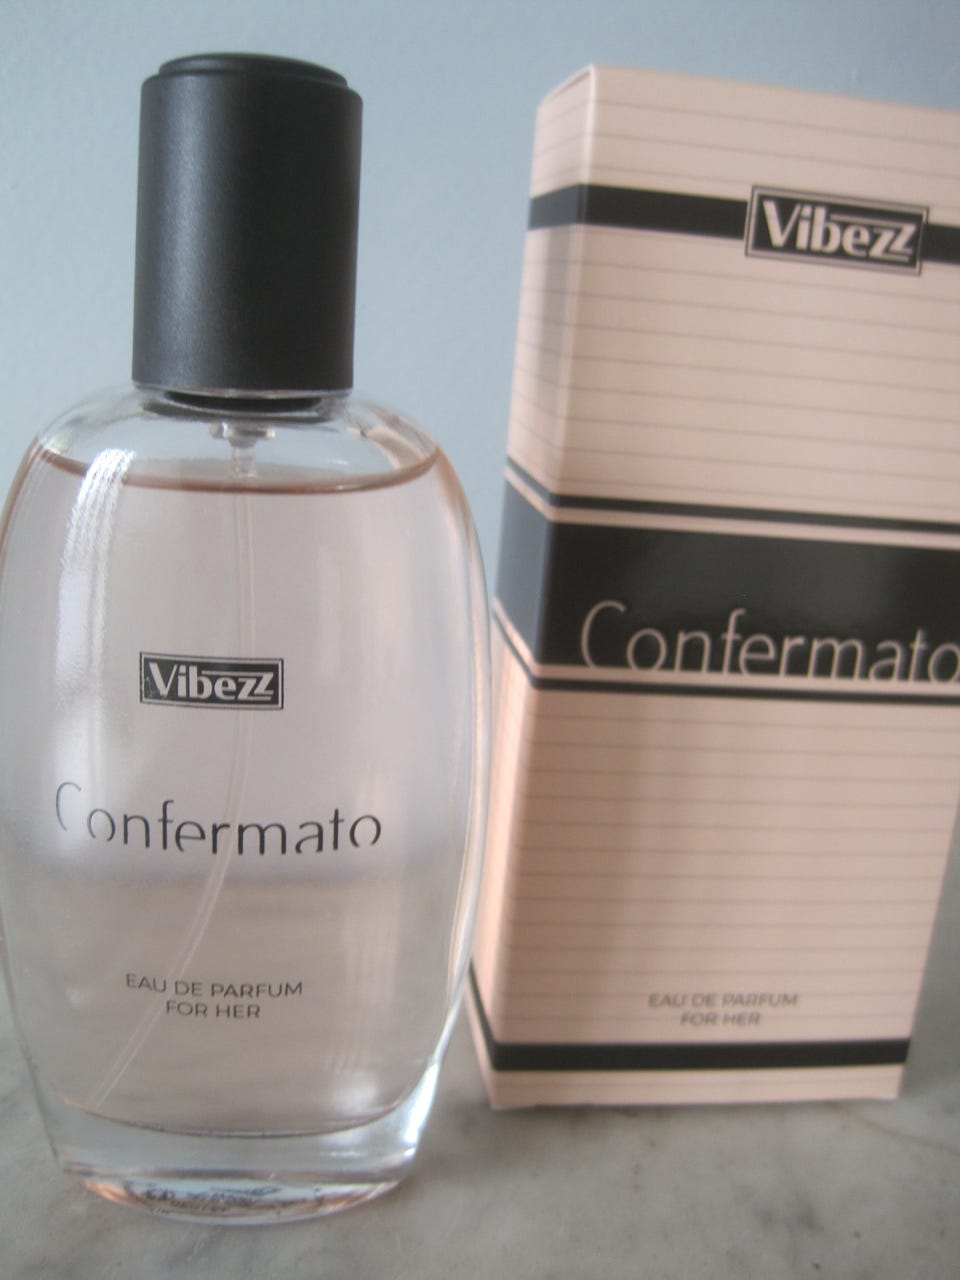 Vibezz
Confermato
EAU DE PARFUM
FOR HER
Vibezz
Confermato
EAU DE PARFUM
FOR HER